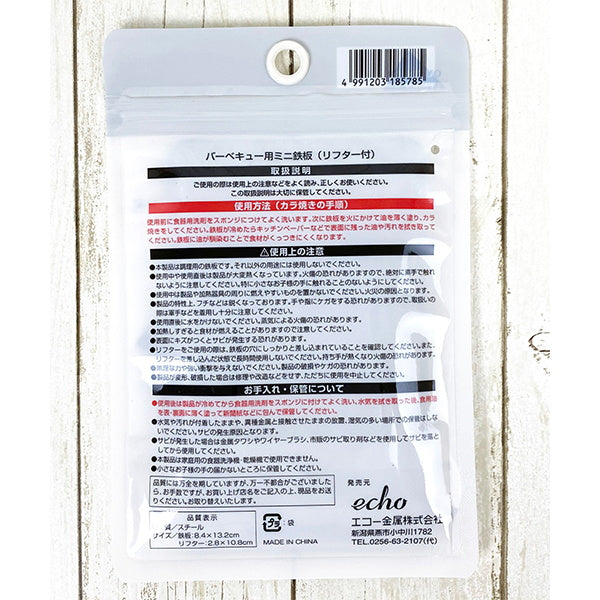 4 991203 185785
バーベキュー用ミニ鉄板（リフター付）
取扱説明
ご使用の際は使用上の注意などをよく読み、正しくお使いください。
この取扱説明は大切に保管してください。
使用方法（カラ焼きの手順）
使用前に食器用洗剤をスポンジにつけてよく洗います。次に鉄板を火にかけて油を薄く塗り、カラ
焼きをしてください。鉄板が冷めたらキッチンペーパーなどで表面に残った油や汚れを拭き取って
ください。鉄板に油が馴染むことで食材がくっつきにくくなります。
⚠使用上の注意
●本製品は調理用の鉄板です。それ以外の用途には使用しないでください。
●使用中や使用直後は製品が大変熱くなっています。火傷の恐れがありますので、絶対に素手で触れ
ないように注意してください。特に小さなお子様の手に触れることのないようにしてください。
●使用中は製品や加熱器具の周りに燃えやすいものを置かないでください。火災の原因となります。
●製品の特性上、フチなどは鋭くなっております。手や指にケガをする恐れがありますので、取扱いの
際は軍手などを着用し十分に注意してください。
●使用直後に水をかけないでください。蒸気による火傷の恐れがあります。
●加熱しすぎると食材が燃えることがありますので注意してください。
●表面にキズがつくとサビが発生する恐れがあります。
●リフターをご使用の際は、鉄板の穴にしっかりと差し込まれていることを確認してください。また、
リフターを差し込んだ状態で長時間使用しないでください。持ち手が熱くなり火傷の恐れがあります。
●無理な力や強い衝撃を与えないでください。製品の破損やケガの恐れがあります。
●製品が変形、破損した場合は修理や改造などをせず、ただちに使用を中止してください。
お手入れ・保管について
●使用後は製品が冷めてから食器用洗剤をスポンジに付けてよく洗い、水気を拭き取った後、食用油
を表・裏面に薄く塗って新聞紙などに包んで保管してください。
●水気や汚れが付着したままや、異種金属と接触させたままの放置、湿気の多い場所での保管はしな
いでください。サビの発生原因となります。
●サビが発生した場合は金属タワシやワイヤーブラシ、市販のサビ取り剤などを使用してサビを落と
してから使用してください。
●本製品は家庭用の食器洗浄機・乾燥機で使用できません。
●小さなお子様の手の届かないところに保管してください。
品質には万全を期していますが、万一不都合がございました
ら、お手数ですが、お買い上げ店名をご記入の上、現品をお送
りください。お取り替えいたします。
品質表示
質／スチール
サイズ／鉄板：8.4×13.2cm
リフター：2.8×10.8cm
プラ
：袋
MADE IN CHINA
発売元
echo
エコー金属株式会社
新潟県燕市小中川1782
TEL.0256-63-2107（代）